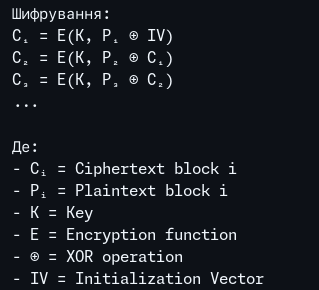 Шифрування:
C₁ = E(K, P₁ ⊕ IV)
C₂ = E(K, P₂ ⊕ C₁)
C₃ = E(K, P₃ ⊕ C₂)
...
Де:
- Cᵢ = Ciphertext block i
- Pᵢ = Plaintext block i
- K = Key
- E = Encryption function
- ⊕ = XOR operation
- IV = Initialization Vector